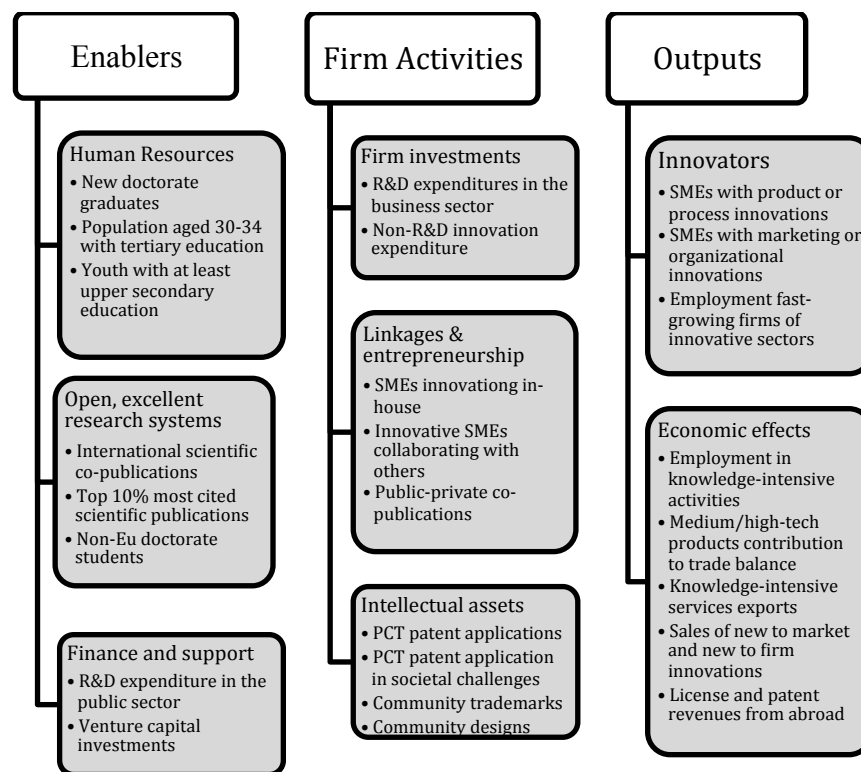 Enablers
Human Resources
• New doctorate
graduates
• Population aged 30-34
with tertiary education
• Youth with at least
upper secondary
education
Open, excellent
research systems
• International scientific
co-publications
• Top 10% most cited
scientific publications
• Non-Eu doctorate
students
Finance and support
• R&D expenditure in the
public sector
• Venture capital
investments
Firm Activities
Firm investments
• R&D expenditures in the
business sector
• Non-R&D innovation
expenditure
Linkages &
entrepreneurship
• SMEs innovationg in-
house
• Innovative SMEs
collaborating with
others
• Public-private co-
publications
Intellectual assets
• PCT patent applications
• PCT patent application
in societal challenges
• Community trademarks
• Community designs
Outputs
Innovators
• SMEs with product or
process innovations
• SMEs with marketing or
organizational
innovations
• Employment fast-
growing firms of
innovative sectors
Economic effects
• Employment in
knowledge-intensive
activities
• Medium/high-tech
products contribution
to trade balance
• Knowledge-intensive
services exports
• Sales of new to market
and new to firm
innovations
• License and patent
revenues from abroad